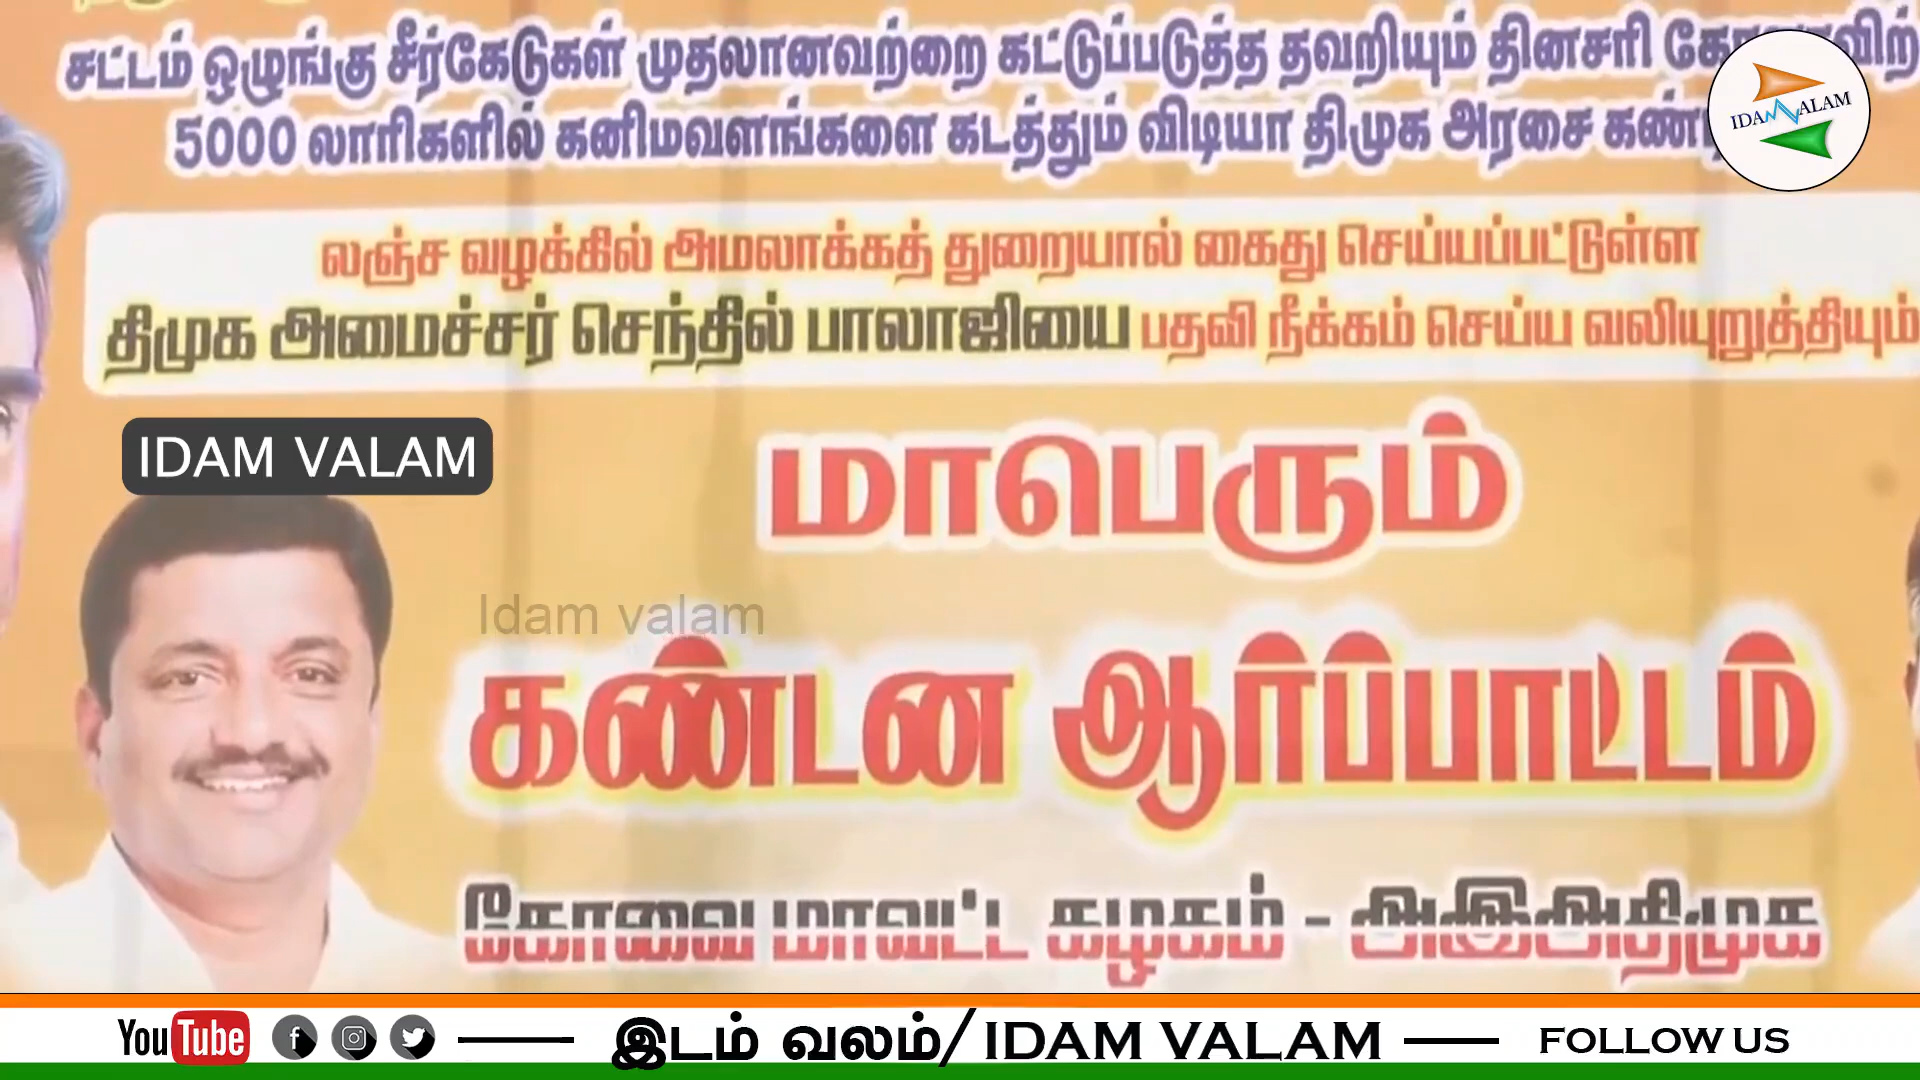 சட்டம் ஒழுங்கு சீர்கேடுகள் முதலானவற்றை கட்டுப்படுத்த தவறியும் தினசரி
5000 லாரிகளில் கனிமவளங்களை கடத்தும் விடியா திமுக அரசை
IDAM VALAM
லஞ்ச வழக்கில் அமலாக்கத் துறையால் கைது செய்யப்பட்டுள்ள
திமுக அமைச்சர் செந்தில் பாலாஜியை பதவி நீக்கம் செய்ய வலியுறுத்தியும்
IDAM VALAM
மாபெரும்
Idam valam
கண்டன ஆர்ப்பாட்டம்
கோவை மாவட்ட கழகம் - அஇஅதிமுக
YouTube இடம் வலம்/ IDAM VALAM FOLLOW US